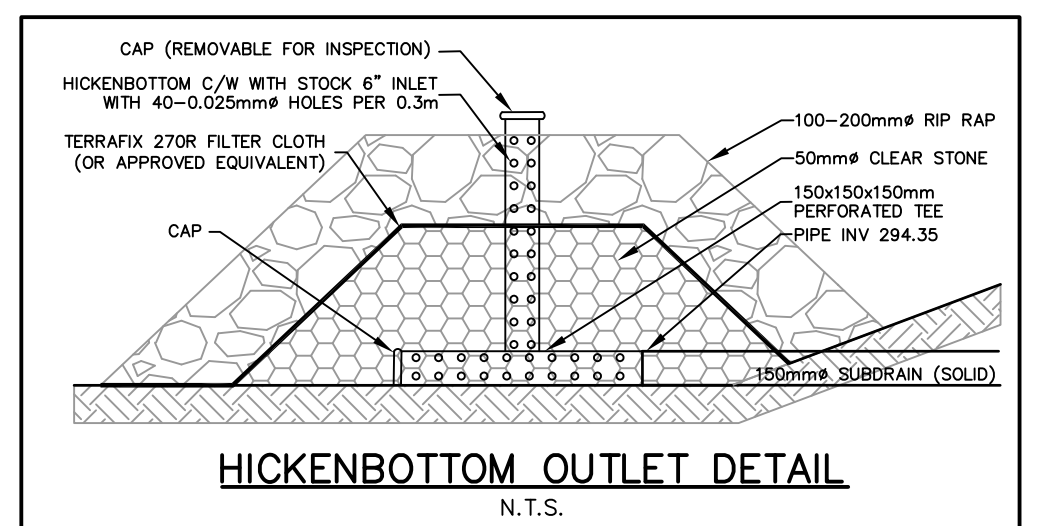 CAP (REMOVABLE FOR INSPECTION)
HICKENBOTTOM C/W WITH STOCK 6" INLET
WITH 40-0.025mmø HOLES PER 0.3m
TERRAFIX 270R FILTER CLOTH
(OR APPROVED EQUIVALENT)
CAP
100-200mmø RIP RAP
50mmø CLEAR STONE
150x150x150mm
PERFORATED TEE
PIPE INV 294.35
150mmø SUBDRAIN (SOLID)
HICKENBOTTOM OUTLET DETAIL
N.T.S.